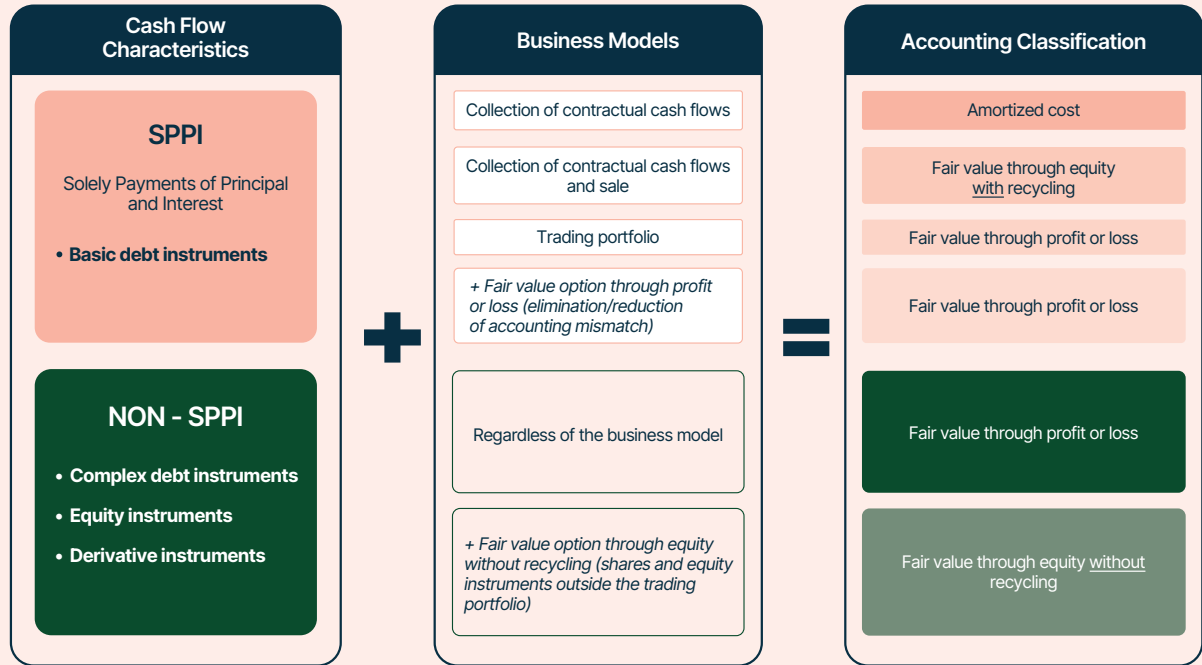 Cash Flow
Characteristics
SPPI
Solely Payments of Principal
and Interest
• Basic debt instruments
NON - SPPI
• Complex debt instruments
• Equity instruments
• Derivative instruments
+
Business Models
Collection of contractual cash flows
Collection of contractual cash flows
and sale
Trading portfolio
+ Fair value option through profit
or loss (elimination/reduction
of accounting mismatch)
Regardless of the business model
+ Fair value option through equity
without recycling (shares and equity
instruments outside the trading
portfolio)
=
Accounting Classification
Amortized cost
Fair value through equity
with recycling
Fair value through profit or loss
Fair value through profit or loss
Fair value through profit or loss
Fair value through equity without
recycling